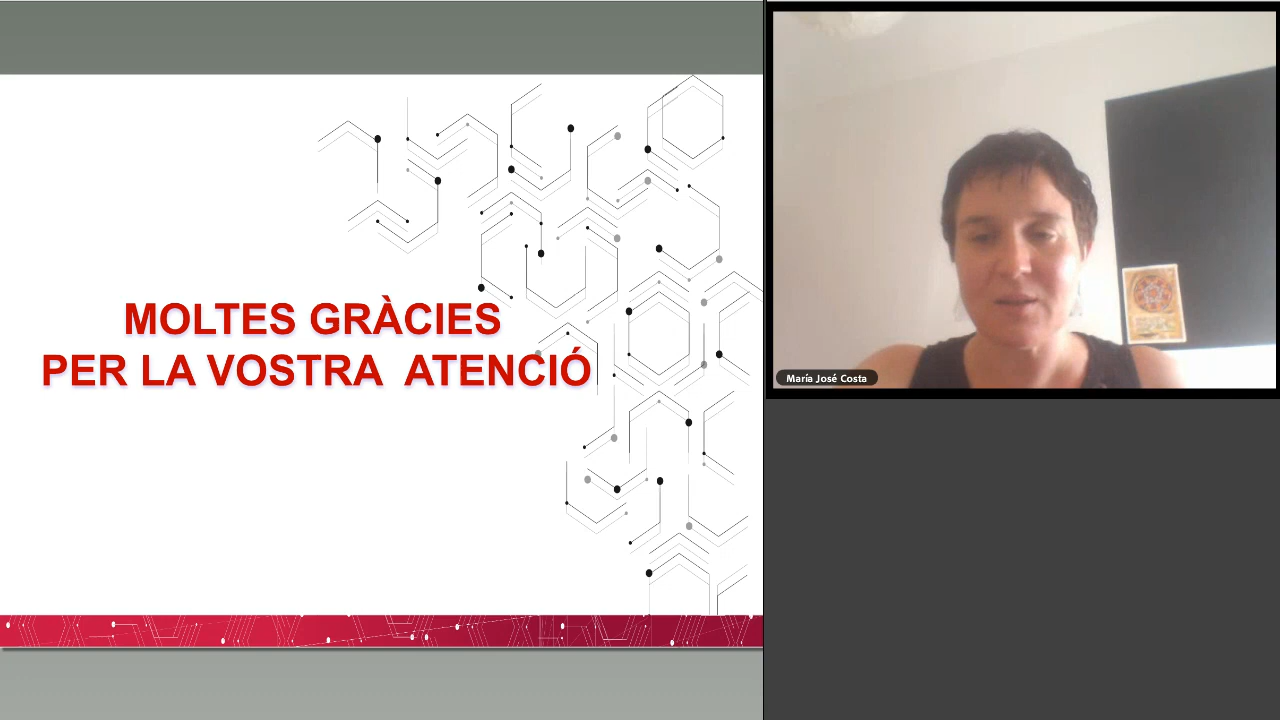 MOLTES GRÀCIES
PER LA VOSTRA ATENCIÓ
María José Costa